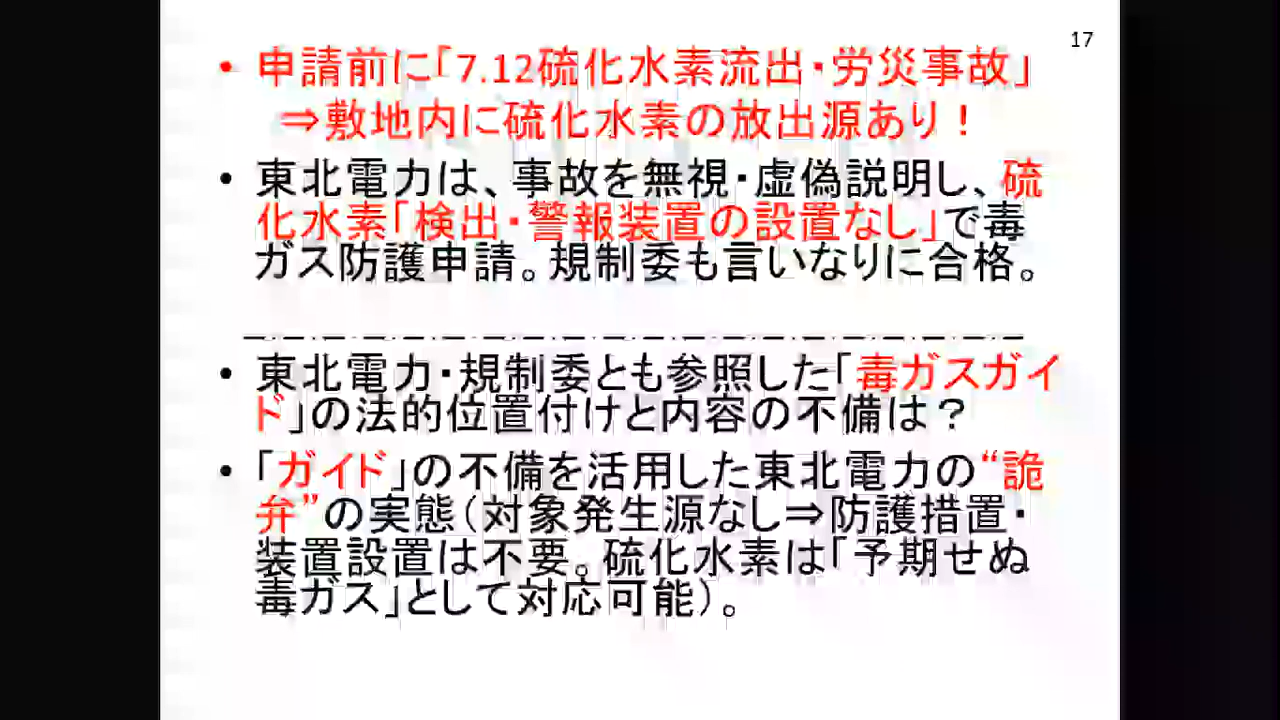 17
• 申請前に「7.12硫化水素流出・労災事故」
⇒敷地内に硫化水素の放出源あり！
• 東北電力は、事故を無視・虚偽説明し、硫
化水素「検出・警報装置の設置なし」で毒
ガス防護申請。規制委も言いなりに合格。
• 東北電力・規制委とも参照した「毒ガスガイ
ド」の法的位置付けと内容の不備は？
• 「ガイド」の不備を活用した東北電力の“詭
弁”の実態（対象発生源なし⇒防護措置・
装置設置は不要。硫化水素は「予期せぬ
毒ガス」として対応可能）。